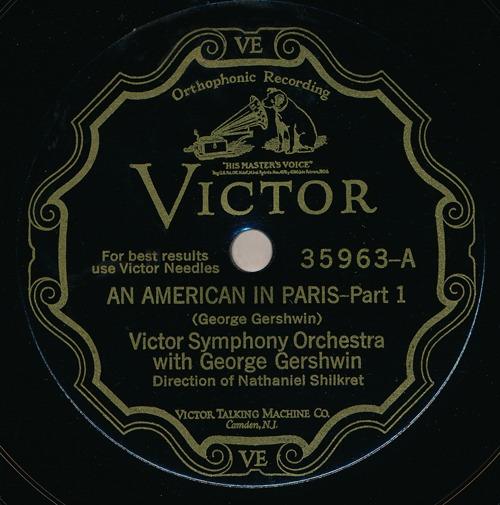 VE
Orthophonic Recording
"HIS MASTER'S VOICE"
VICTOR
For best results
use Victor Needles
35963-A
AN AMERICAN IN PARIS-Part 1
(George Gershwin)
Victor Symphony Orchestra
with George Gershwin
Direction of Nathaniel Shilkret
VICTOR TALKING MACHINE CO.
Camden, N.J.
VE